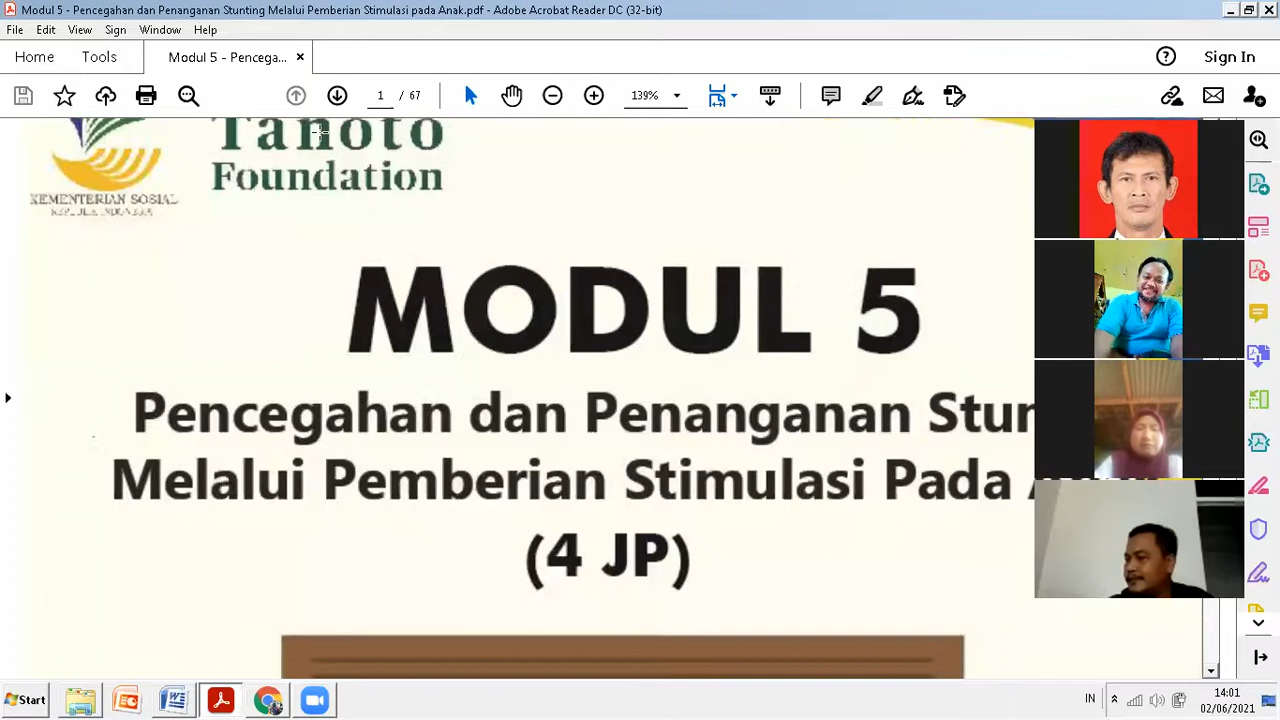 Modul 5 - Pencegahan dan Penanganan Stunting Melalui Pemberian Stimulasi pada Anak.pdf - Adobe Acrobat Reader DC (32-bit)
File Edit View Sign Window Help
Home Tools Modul 5 - Pencega... × Sign In
1 / 67 139%
Tanoto
Foundation
KEMENTERIAN SOSIAL
REPUBLIK INDONESIA
MODUL 5
Pencegahan dan Penanganan Stun
Melalui Pemberian Stimulasi Pada
(4 JP)
Start IN 14:01
02/06/2021